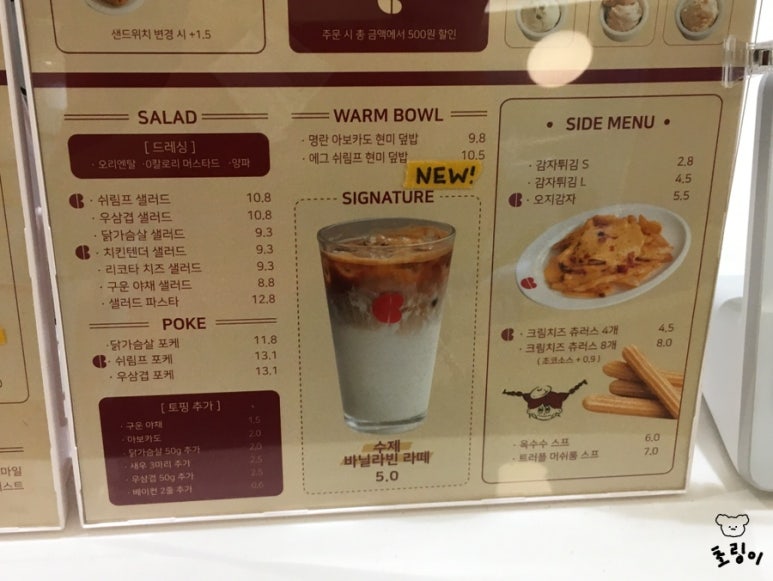 샌드위치 변경 시 +1.5
주문 시 총 금액에서 500원 할인
SALAD
[ 드레싱 ]
· 오리엔탈 · 0칼로리 머스타드 · 양파
· 쉬림프 샐러드 10.8
· 우삼겹 샐러드 10.8
· 닭가슴살 샐러드 9.3
· 치킨텐더 샐러드 9.3
· 리코타 치즈 샐러드 9.3
· 구운 야채 샐러드 8.8
· 샐러드 파스타 12.8
POKE
· 닭가슴살 포케 11.8
· 쉬림프 포케 13.1
· 우삼겹 포케 13.1
[ 토핑 추가 ]
· 구운 야채 1.5
· 아보카도 2.0
· 닭가슴살 50g 추가 2.0
· 새우 3마리 추가 2.5
· 우삼겹 50g 추가 2.5
· 베이컨 2줄 추가 0.6
WARM BOWL
· 명란 아보카도 현미 덮밥 9.8
· 에그 쉬림프 현미 덮밥 10.5
NEW!
SIGNATURE
수제
바닐라빈 라떼
5.0
· SIDE MENU ·
· 감자튀김 S 2.8
· 감자튀김 L 4.5
· 오지감자 5.5
· 크림치즈 츄러스 4개 4.5
· 크림치즈 츄러스 8개 8.0
( 초코소스 + 0.9 )
· 옥수수 스프 6.0
· 트러플 머쉬룸 스프 7.0
초링이